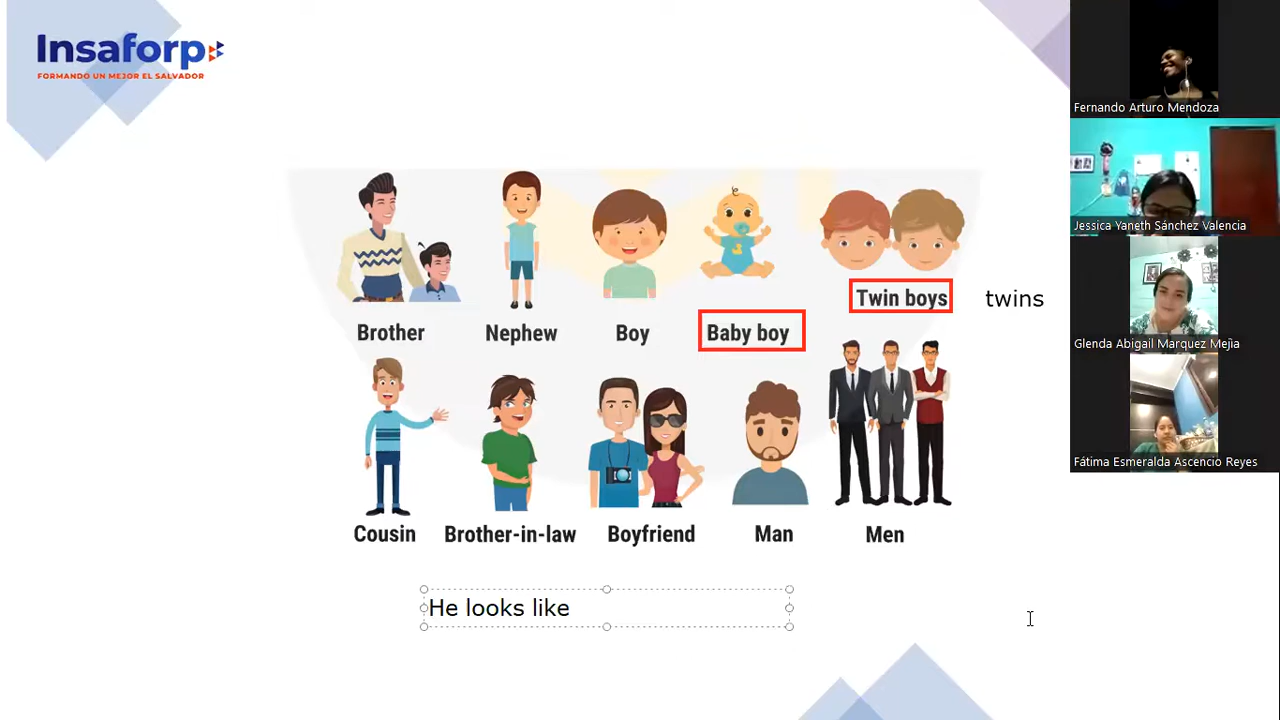 Insaforp
FORMANDO UN MEJOR EL SALVADOR
Brother
Nephew
Boy
Baby boy
Twin boys
twins
Cousin
Brother-in-law
Boyfriend
Man
Men
He looks like
Fernando Arturo Mendoza
Jessica Yaneth Sánchez Valencia
Glenda Abigail Marquez Mejia
Fátima Esmeralda Ascencio Reyes